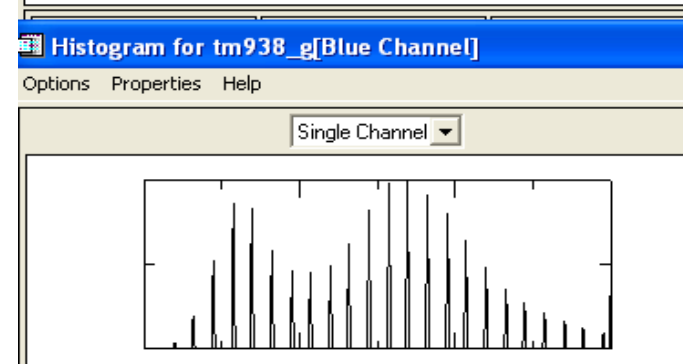 Histogram for tm938_g[Blue Channel]
Options Properties Help
Single Channel